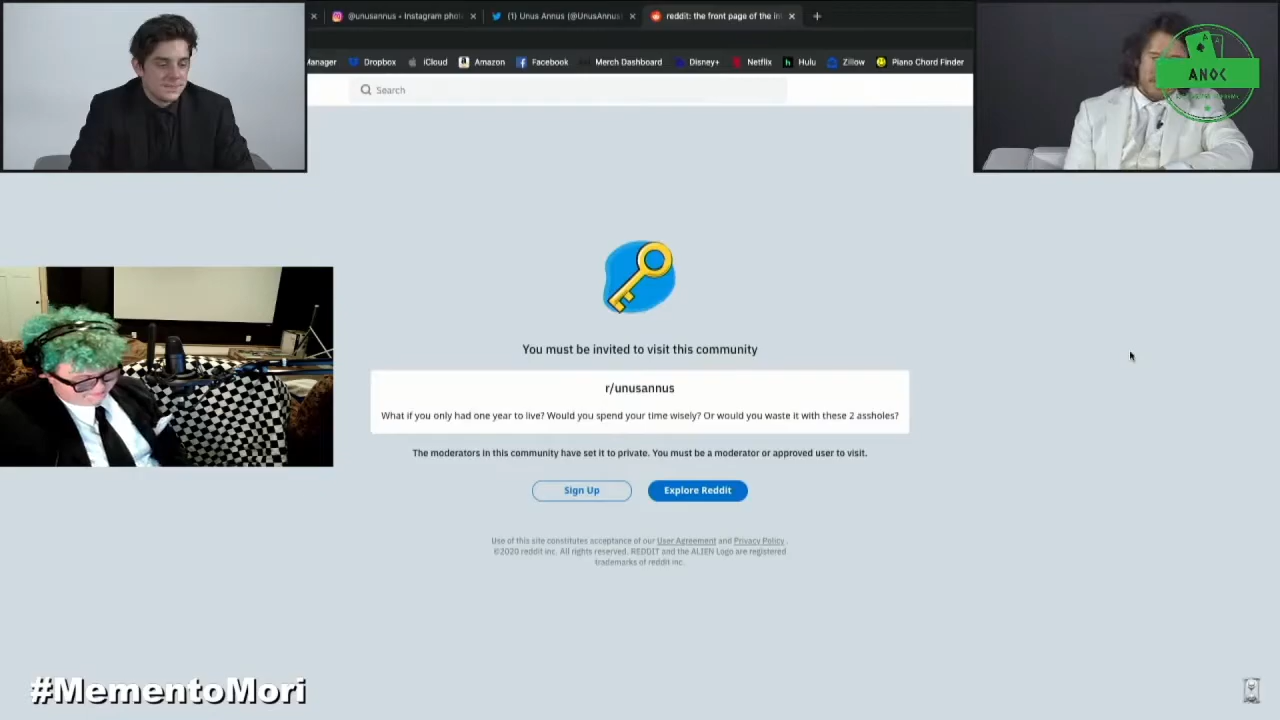 @unusannus • Instagram phot
(1) Unus Annus (@UnusAnnus
reddit: the front page of the in
Manager
Dropbox
iCloud
Amazon
Facebook
Merch Dashboard
Disney+
Netflix
Hulu
Zillow
Piano Chord Finder
Search
ANOC
You must be invited to visit this community
r/unusannus
What if you only had one year to live? Would you spend your time wisely? Or would you waste it with these 2 assholes?
The moderators in this community have set it to private. You must be a moderator or approved user to visit.
Sign Up
Explore Reddit
Use of this site constitutes acceptance of our User Agreement and Privacy Policy.
©2020 reddit inc. All rights reserved. REDDIT and the ALIEN Logo are registered
trademarks of reddit inc.
#MementoMori